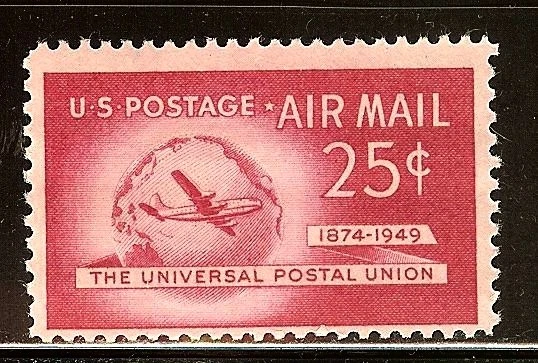 U·S·POSTAGE ★ AIR MAIL
25¢
1874-1949
THE UNIVERSAL POSTAL UNION